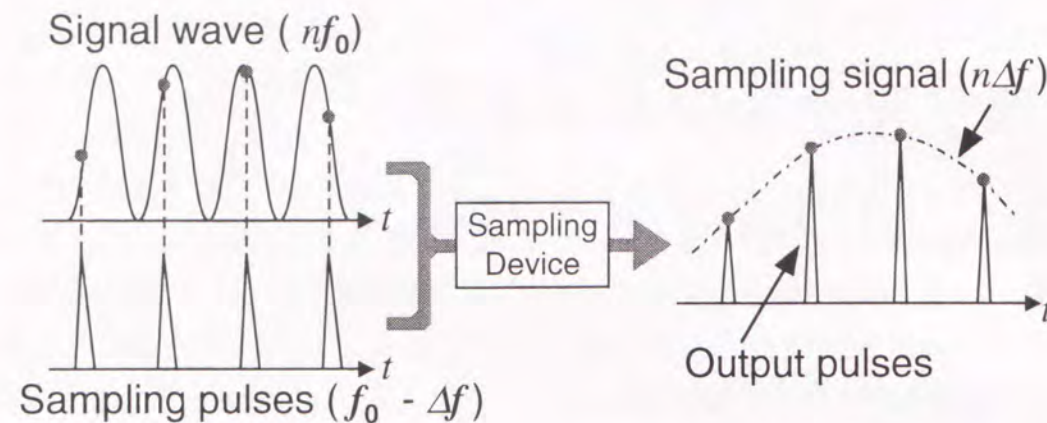 Signal wave ( nf₀)
t
t
Sampling pulses ( f₀ - Δf )
Sampling
Device
Sampling signal (nΔf)
t
Output pulses